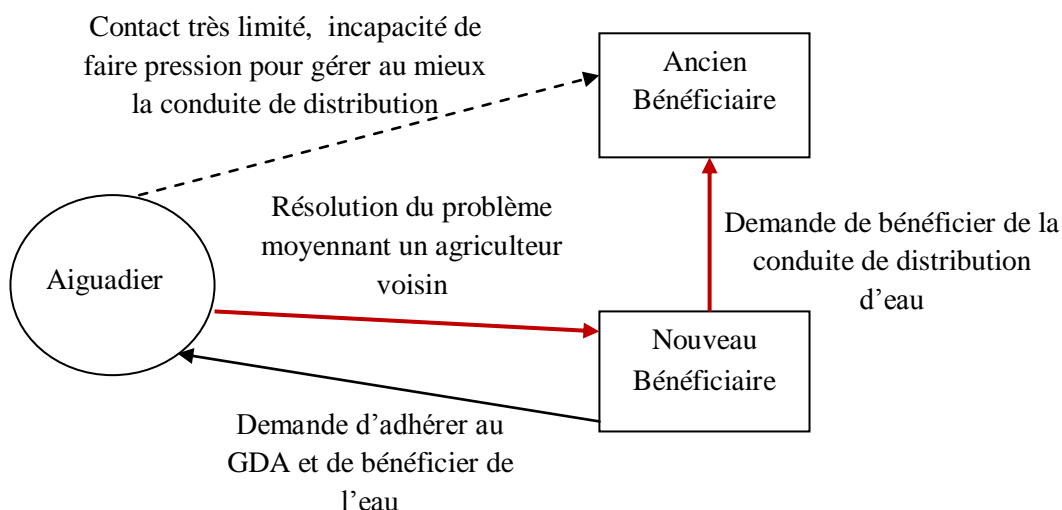 Contact très limité, incapacité de
faire pression pour gérer au mieux
la conduite de distribution
Ancien
Bénéficiaire
Résolution du problème
moyennant un agriculteur
voisin
Demande de bénéficier de la
conduite de distribution
d’eau
Aiguadier
Nouveau
Bénéficiaire
Demande d’adhérer au
GDA et de bénéficier de
l’eau